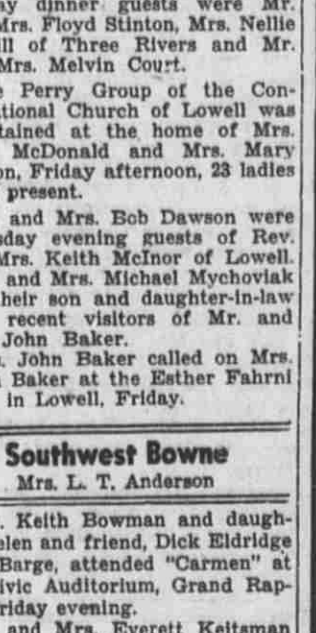 ay dinner guests were Mr.
Mrs. Floyd Stinton, Mrs. Nellie
ill of Three Rivers and Mr.
Mrs. Melvin Court.
e Perry Group of the Con-
ational Church of Lowell was
tained at the home of Mrs.
McDonald and Mrs. Mary
on, Friday afternoon, 23 ladies
present.
and Mrs. Bob Dawson were
sday evening guests of Rev.
Mrs. Keith McInor of Lowell.
and Mrs. Michael Mychoviak
their son and daughter-in-law
recent visitors of Mr. and
John Baker.
. John Baker called on Mrs.
Baker at the Esther Fahrni
in Lowell, Friday.
Southwest Bowne
Mrs. L. T. Anderson
. Keith Bowman and daugh-
elen and friend, Dick Eldridge
Barge, attended "Carmen" at
ivic Auditorium, Grand Rap-
riday evening.
and Mrs. Everett Keitsman